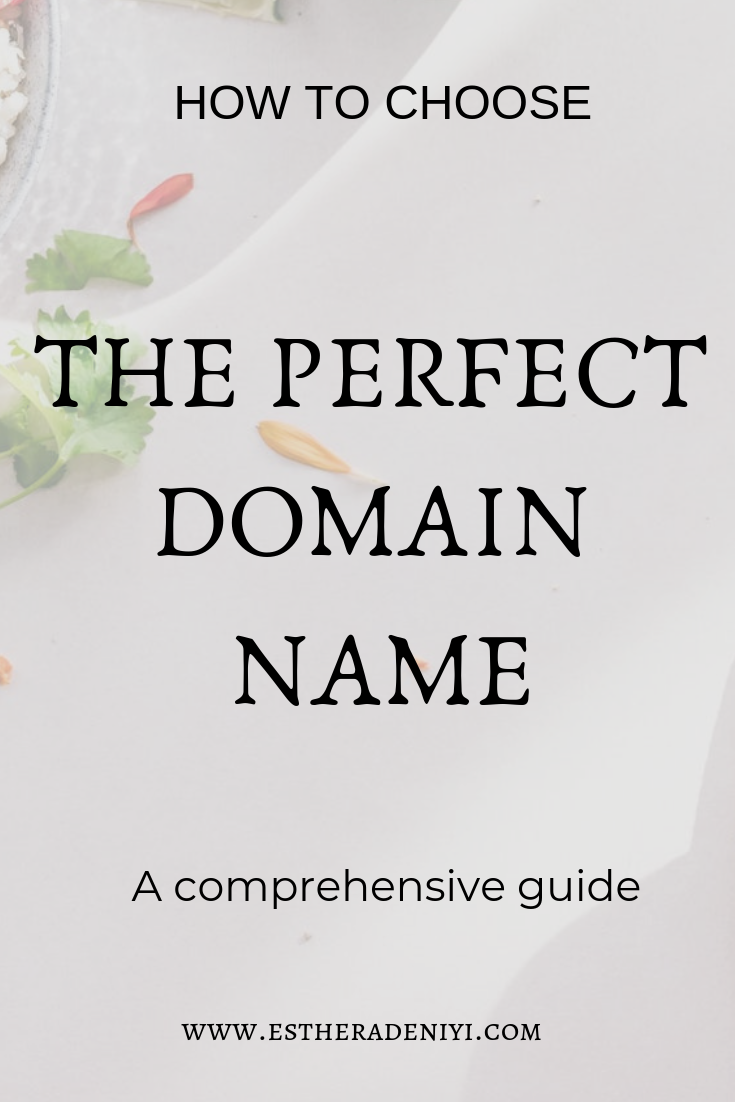 HOW TO CHOOSE
THE PERFECT
DOMAIN
NAME
A comprehensive guide
WWW.ESTHERADENIYI.COM